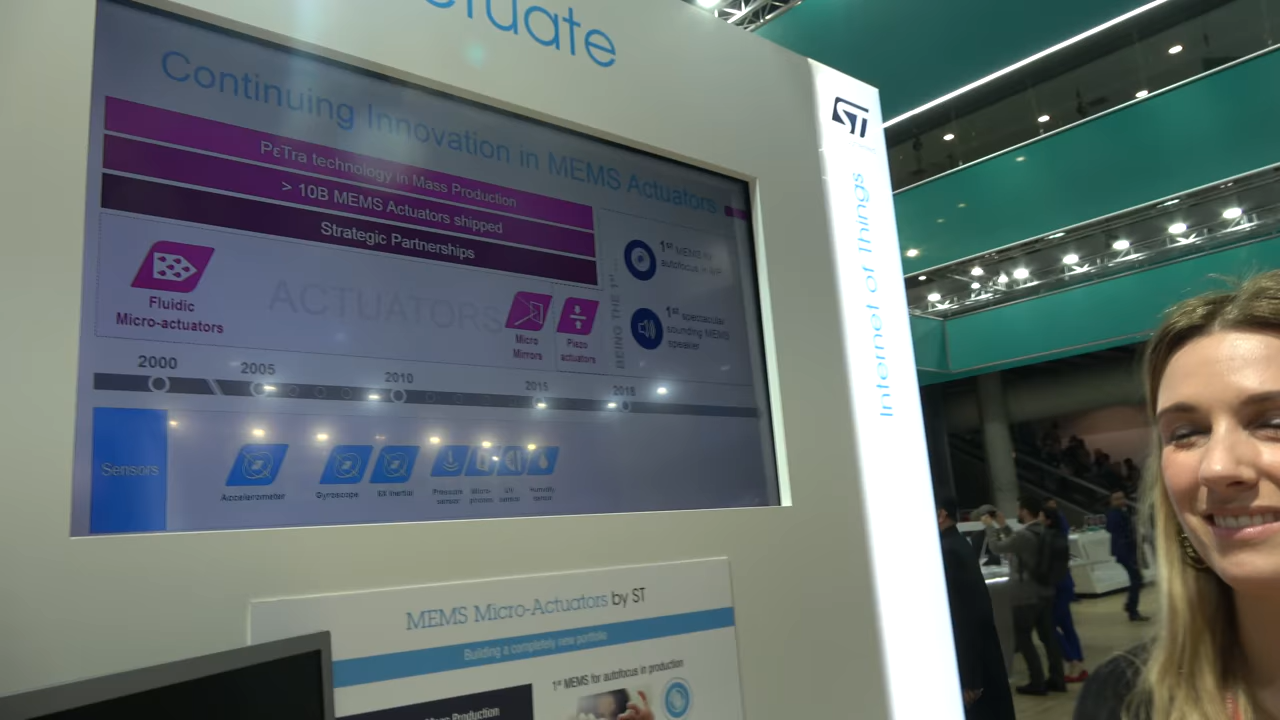 ctuate
Continuing Innovation in MEMS Actuators
PεTra technology in Mass Production
> 10B MEMS Actuators shipped
Strategic Partnerships
Fluidic
Micro-actuators
ACTUATORS
Micro
Mirrors
Piezo
actuators
BEING THE 1st
1st MEMS for
autofocus in
1st spectacular
sounding MEMS
speaker
2000
2005
2010
2015
2018
Sensors
Accelerometer
Gyroscope
6X Inertial
Pressure
sensor
Micro-
phones
UV
sensor
Humidity
sensor
ST
Internet of Things
MEMS Micro-Actuators by ST
Building a completely new portfolio
1st MEMS for autofocus in production
Mass Production